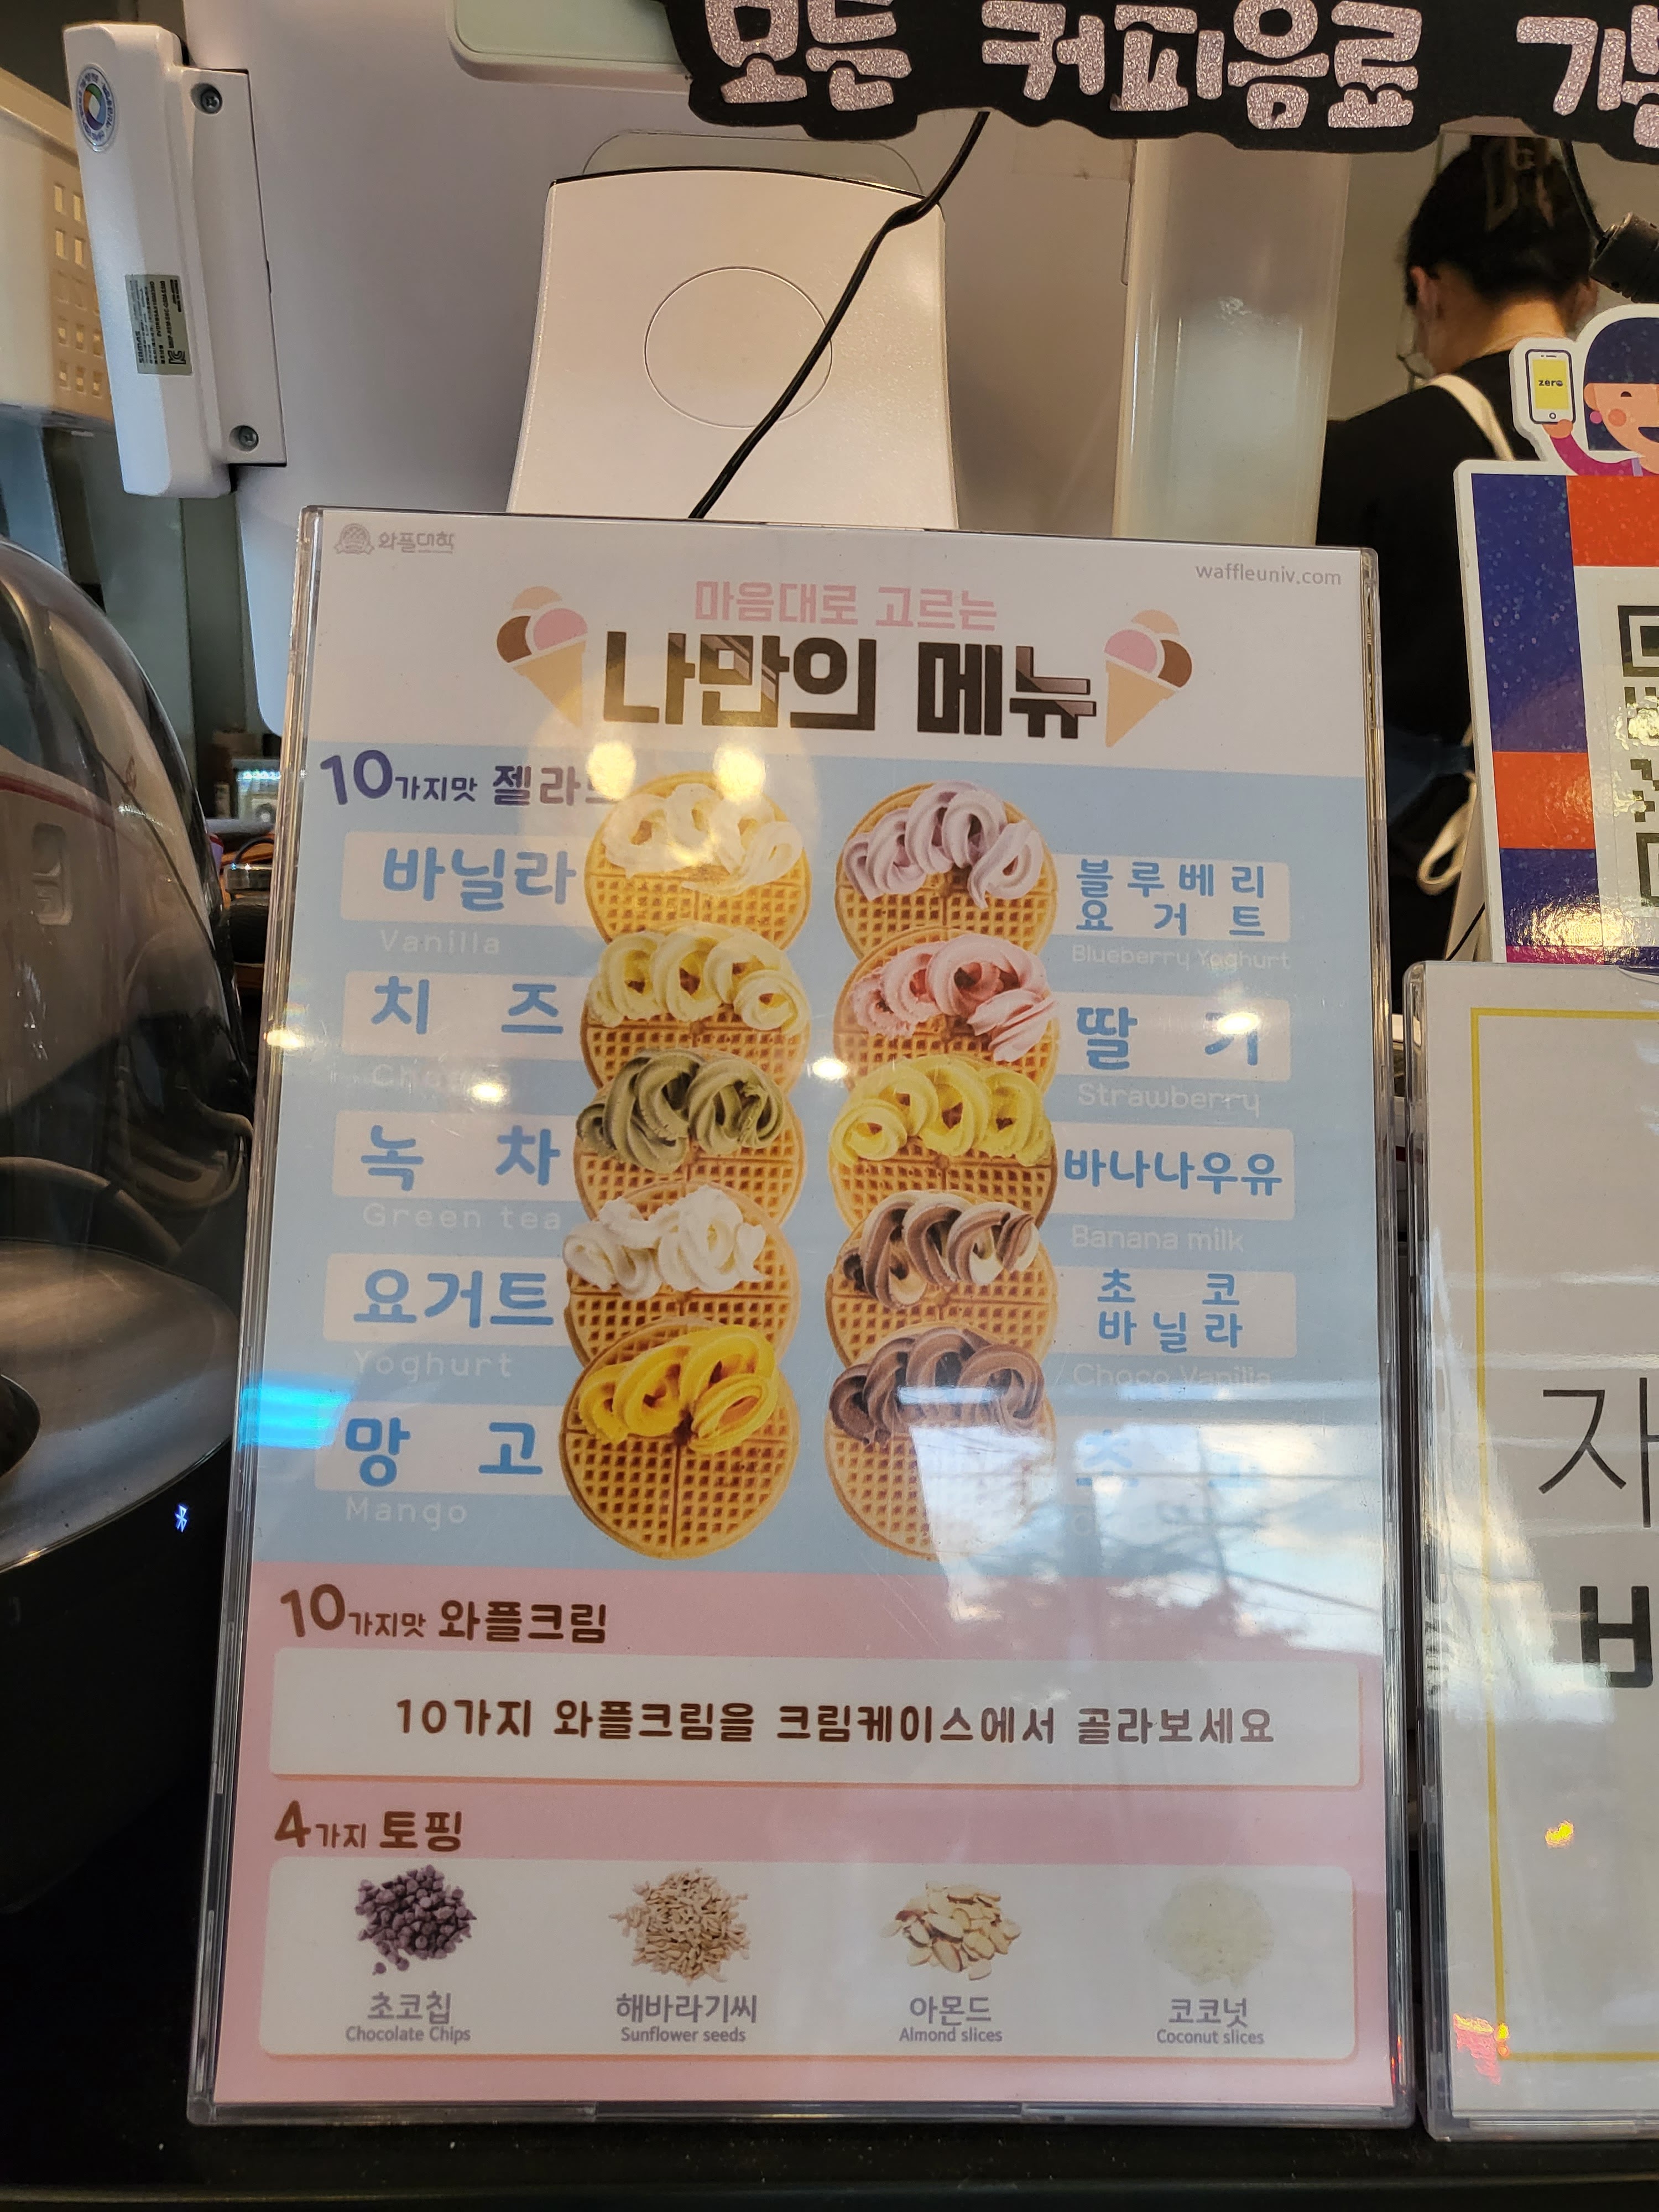 모든 커피음료
zero
와플대학
waffleuniv.com
마음대로 고르는
나만의 메뉴
10가지맛
바닐라
Vanilla
치 즈
녹 차
Green tea
요거트
Yoghurt
망 고
Mango
블루베리
요 거 트
Blueberry Yoghurt
딸 기
Strawberry
바나나우유
Banana milk
초 코
바 닐 라
Choco Vanilla
10가지맛 와플크림
10가지 와플크림을 크림케이스에서 골라보세요
4가지 토핑
초코칩
Chocolate Chips
해바라기씨
Sunflower seeds
아몬드
Almond slices
코코넛
Coconut slices
자